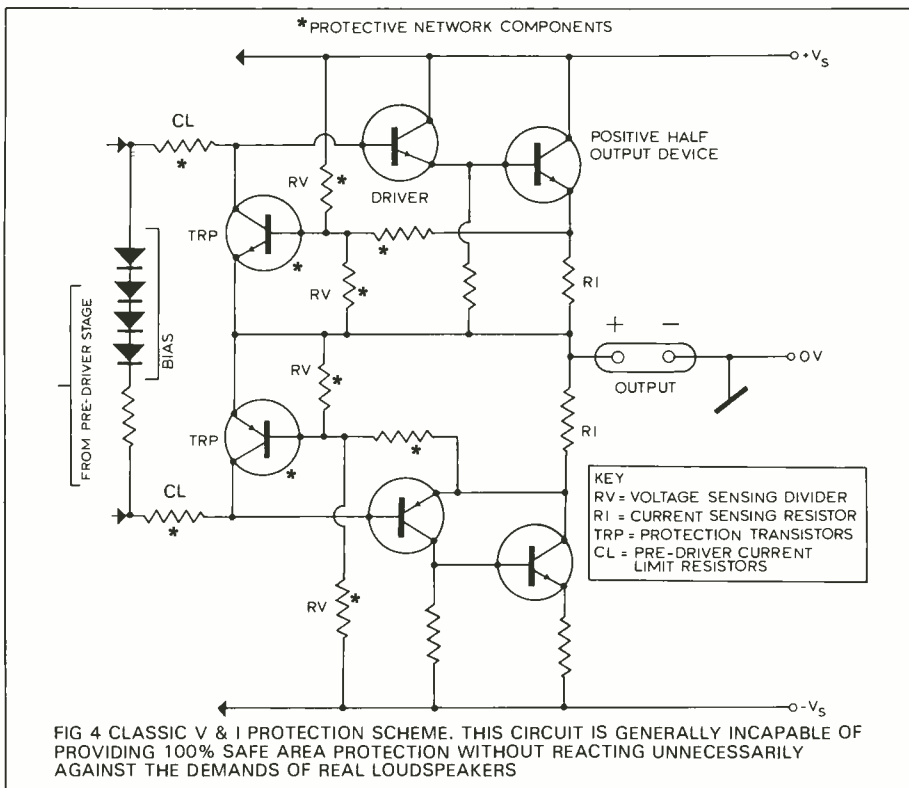 *PROTECTIVE NETWORK COMPONENTS
+Vs
CL
*
POSITIVE HALF
OUTPUT DEVICE
RV
*
DRIVER
TRP
*
*
RV
*
RI
FROM PRE-DRIVER STAGE
BIAS
+ −
0V
OUTPUT
RV
*
TRP
*
*
RI
CL
*
KEY
RV = VOLTAGE SENSING DIVIDER
RI = CURRENT SENSING RESISTOR
TRP = PROTECTION TRANSISTORS
CL = PRE-DRIVER CURRENT
LIMIT RESISTORS
RV
*
-Vs
FIG 4 CLASSIC V & I PROTECTION SCHEME. THIS CIRCUIT IS GENERALLY INCAPABLE OF
PROVIDING 100% SAFE AREA PROTECTION WITHOUT REACTING UNNECESSARILY
AGAINST THE DEMANDS OF REAL LOUDSPEAKERS